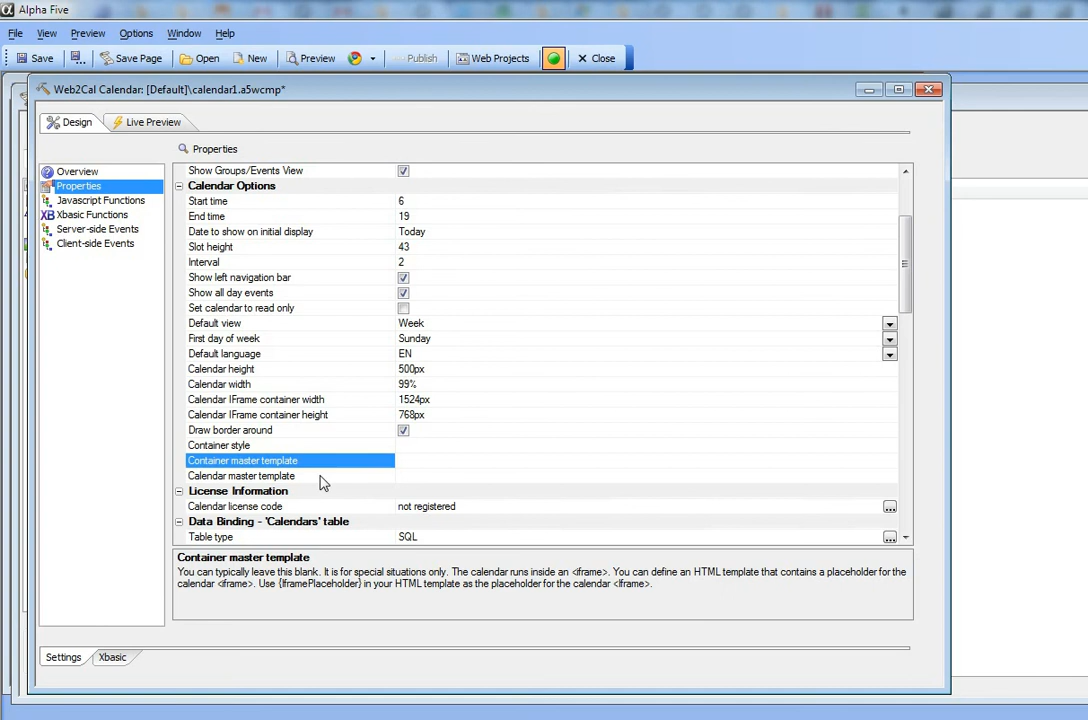 Alpha Five
File View Preview Options Window Help
Save Save Page Open New Preview Publish Web Projects Close
Web2Cal Calendar: [Default]\calendar1.a5wcmp*
Design Live Preview
Properties
Overview
Properties
Javascript Functions
Xbasic Functions
Server-side Events
Client-side Events
Show Groups/Events View
Calendar Options
Start time 6
End time 19
Date to show on initial display Today
Slot height 43
Interval 2
Show left navigation bar
Show all day events
Set calendar to read only
Default view Week
First day of week Sunday
Default language EN
Calendar height 500px
Calendar width 99%
Calendar IFrame container width 1524px
Calendar IFrame container height 768px
Draw border around
Container style
Container master template
Calendar master template
License Information
Calendar license code not registered
Data Binding - 'Calendars' table
Table type SQL
Container master template
You can typically leave this blank. It is for special situations only. The calendar runs inside an <iframe>. You can define an HTML template that contains a placeholder for the
calendar <iframe>. Use {IframePlaceholder} in your HTML template as the placeholder for the calendar <Iframe>.
Settings Xbasic